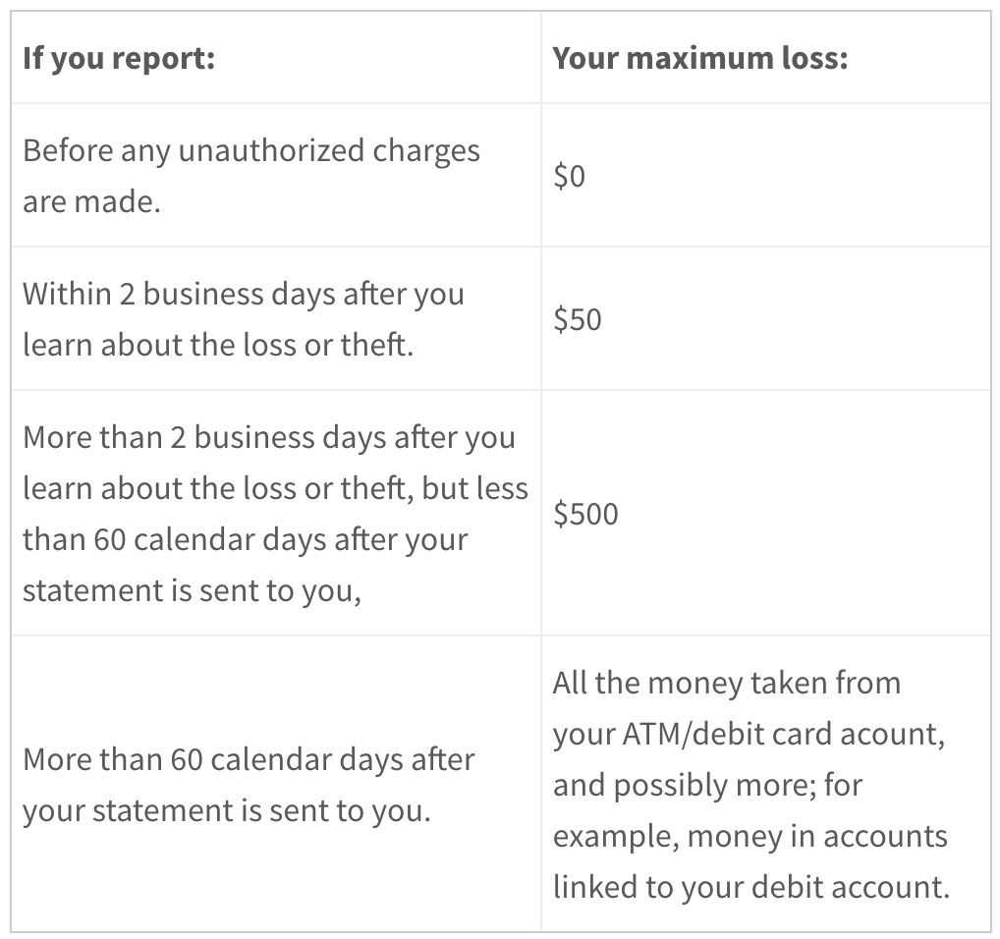 If you report:
Your maximum loss:
Before any unauthorized charges
are made.
$0
Within 2 business days after you
learn about the loss or theft.
$50
More than 2 business days after you
learn about the loss or theft, but less
than 60 calendar days after your
statement is sent to you,
$500
More than 60 calendar days after
your statement is sent to you.
All the money taken from
your ATM/debit card acount,
and possibly more; for
example, money in accounts
linked to your debit account.